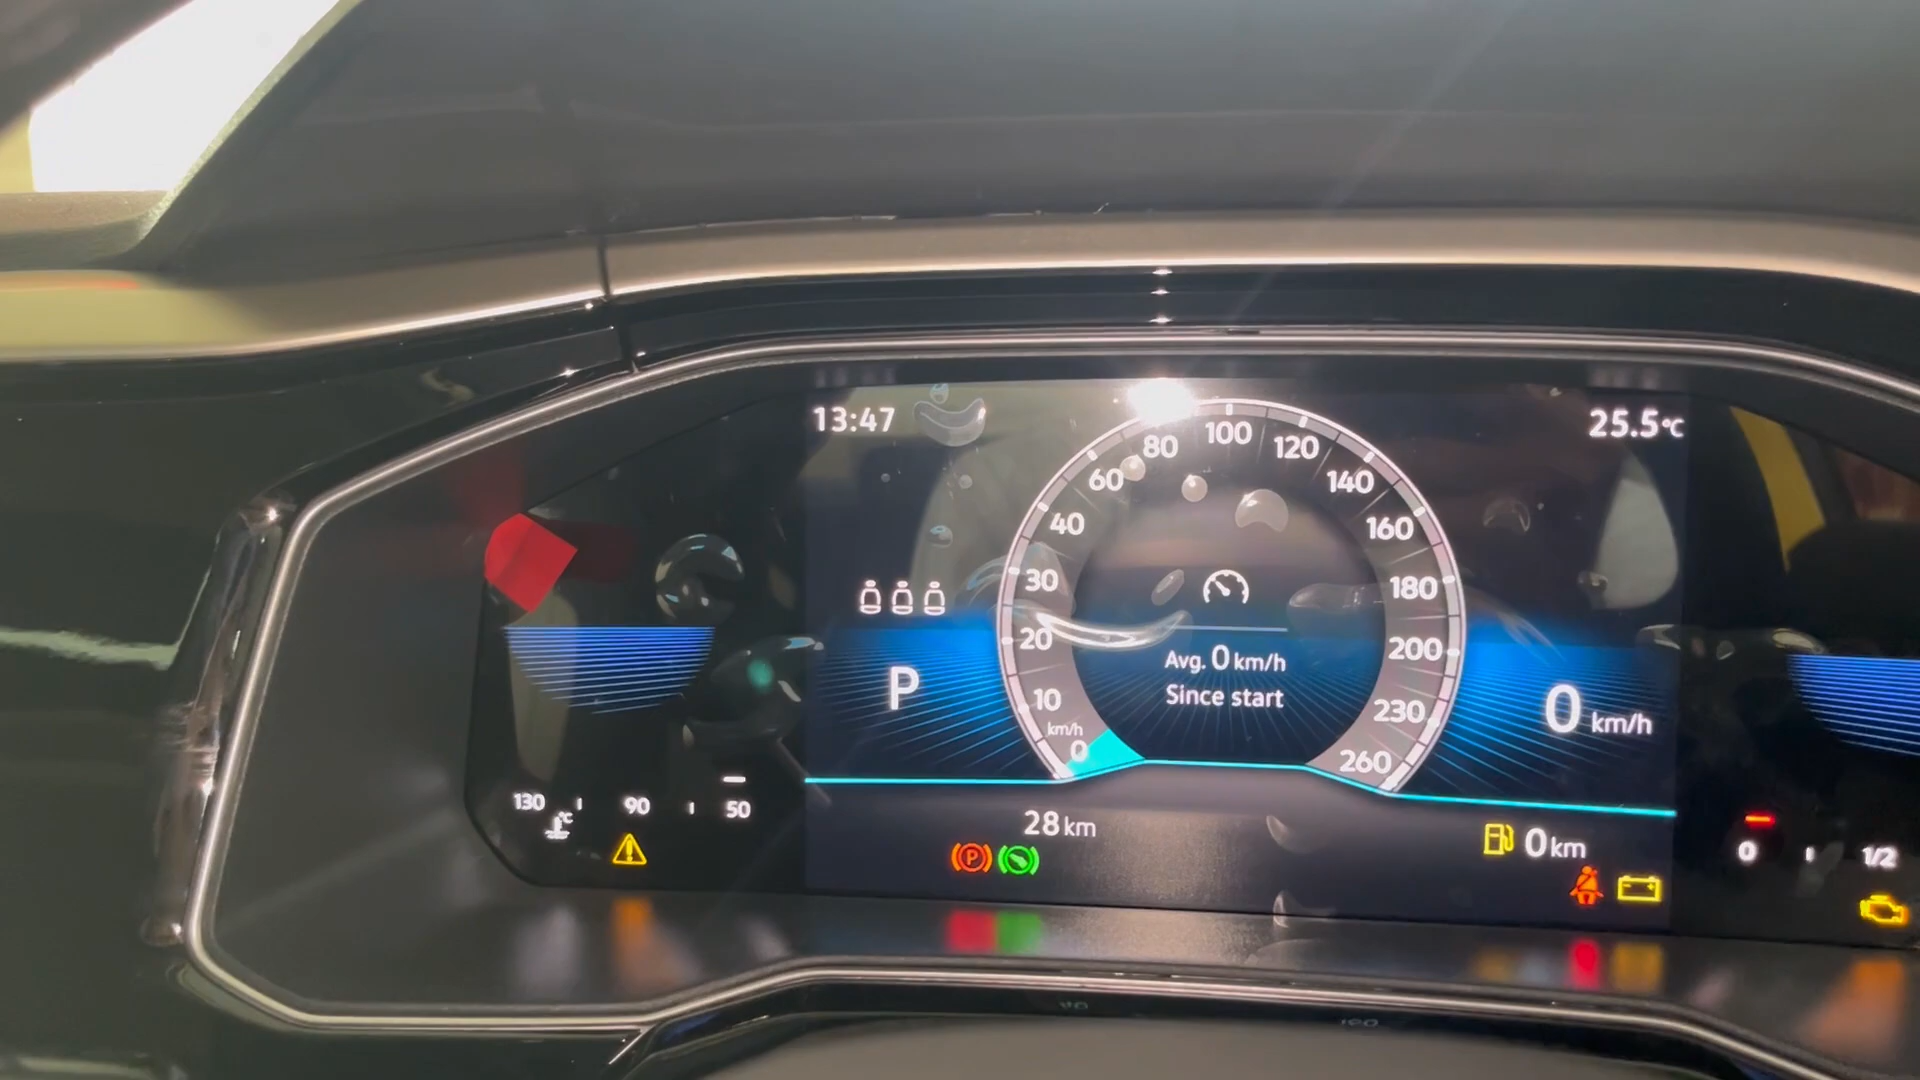 13:47
25.5°C
100
80
120
60
140
40
160
30
180
20
200
Avg. 0 km/h
Since start
P
0 km/h
10
230
km/h
0
260
130
°C
90
50
28 km
0 km
0
1/2
P